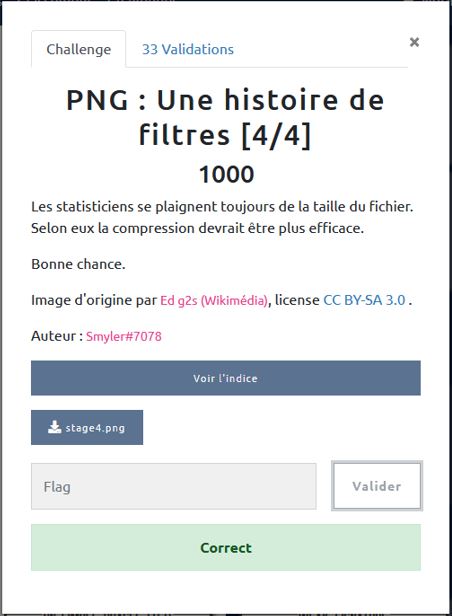 Challenge
33 Validations
×
PNG : Une histoire de
filtres [4/4]
1000
Les statisticiens se plaignent toujours de la taille du fichier.
Selon eux la compression devrait être plus efficace.
Bonne chance.
Image d'origine par Ed g2s (Wikimédia), license CC BY-SA 3.0 .
Auteur : Smyler#7078
Voir l'indice
stage4.png
Flag
Valider
Correct